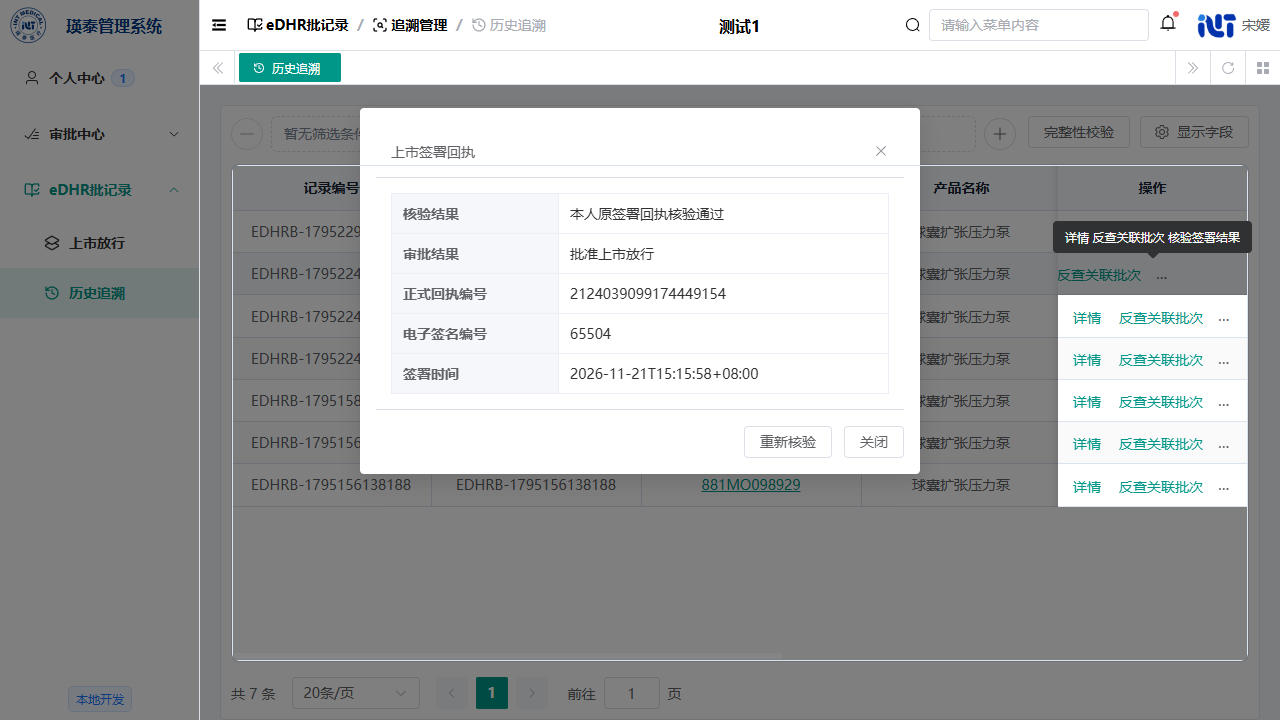 瑛泰管理系统
个人中心 1
审批中心
eDHR批记录
上市放行
历史追溯
本地开发
eDHR批记录 / 追溯管理 / 历史追溯
测试1
请输入菜单内容
宋媛
历史追溯
暂无筛选条件
完整性校验
显示字段
记录编号 产品名称 操作
EDHRB-1795229 球囊扩张压力泵
详情 反查关联批次 核验签署结果
EDHRB-1795224 球囊扩张压力泵 反查关联批次 ...
EDHRB-1795224 球囊扩张压力泵 详情 反查关联批次 ...
EDHRB-1795224 球囊扩张压力泵 详情 反查关联批次 ...
EDHRB-1795158 球囊扩张压力泵 详情 反查关联批次 ...
EDHRB-1795156 球囊扩张压力泵 详情 反查关联批次 ...
EDHRB-1795156138188 EDHRB-1795156138188 881MO098929 球囊扩张压力泵 详情 反查关联批次 ...
上市签署回执
核验结果 本人原签署回执核验通过
审批结果 批准上市放行
正式回执编号 2124039099174449154
电子签名编号 65504
签署时间 2026-11-21T15:15:58+08:00
重新核验 关闭
共 7 条 20条/页 1 前往 1 页